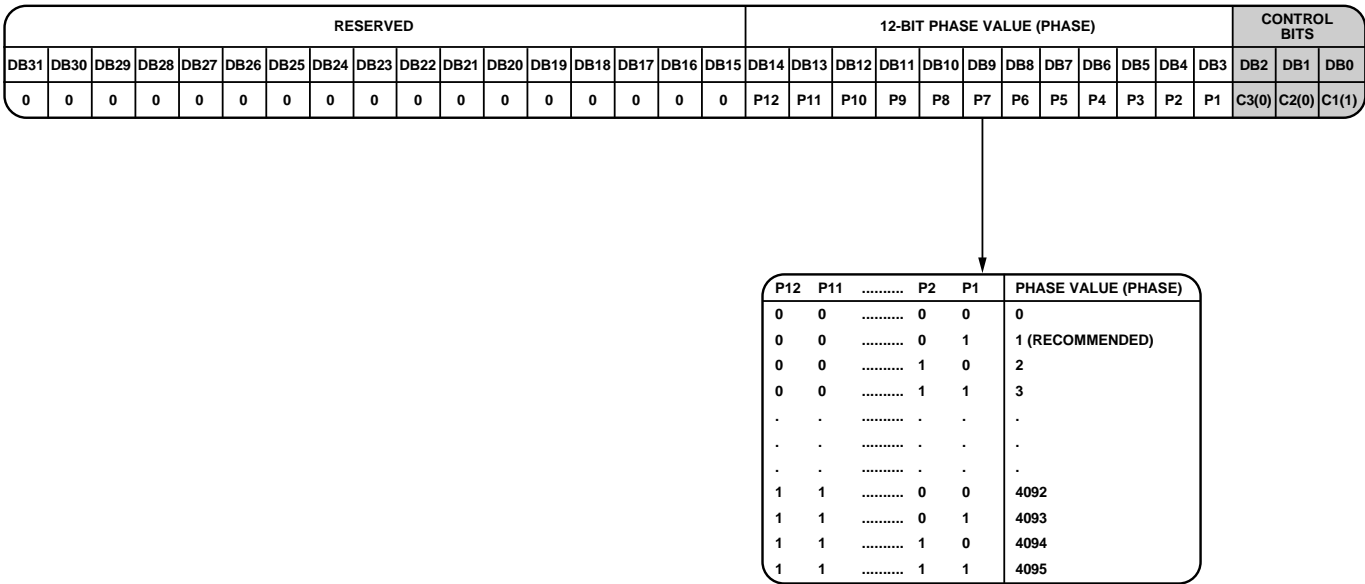 RESERVED 12-BIT PHASE VALUE (PHASE) CONTROL BITS
DB31 DB30 DB29 DB28 DB27 DB26 DB25 DB24 DB23 DB22 DB21 DB20 DB19 DB18 DB17 DB16 DB15 DB14 DB13 DB12 DB11 DB10 DB9 DB8 DB7 DB6 DB5 DB4 DB3 DB2 DB1 DB0
0 0 0 0 0 0 0 0 0 0 0 0 0 0 0 0 0 P12 P11 P10 P9 P8 P7 P6 P5 P4 P3 P2 P1 C3(0) C2(0) C1(1)
P12 P11 .......... P2 P1 PHASE VALUE (PHASE)
0 0 .......... 0 0 0
0 0 .......... 0 1 1 (RECOMMENDED)
0 0 .......... 1 0 2
0 0 .......... 1 1 3
. . .......... . . .
. . .......... . . .
. . .......... . . .
1 1 .......... 0 0 4092
1 1 .......... 0 1 4093
1 1 .......... 1 0 4094
1 1 .......... 1 1 4095